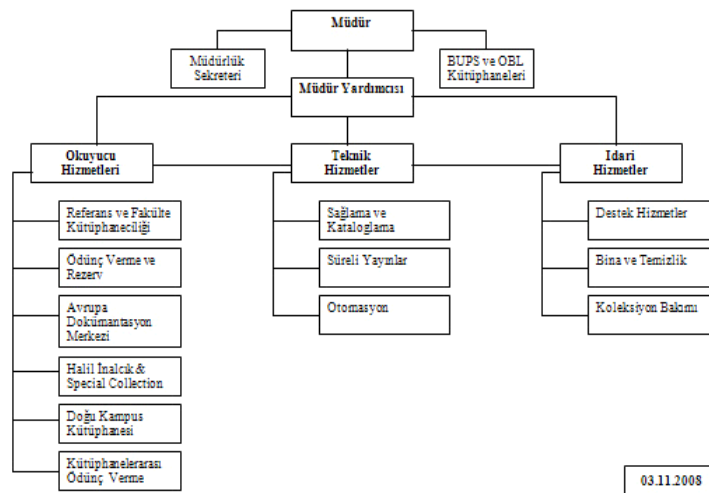 Müdür
Müdürlük
Sekreteri
BUPS ve OBL
Kütüphaneleri
Müdür Yardımcısı
Okuyucu
Hizmetleri
Teknik
Hizmetler
Idari
Hizmetler
Referans ve Fakülte
Kütüphaneciliği
Ödünç Verme ve
Rezerv
Avrupa
Dokümantasyon
Merkezi
Halil İnalcık &
Special Collection
Doğu Kampus
Kütüphanesi
Kütüphanelerarası
Ödünç Verme
Sağlama ve
Kataloglama
Süreli Yayınlar
Otomasyon
Destek Hizmetler
Bina ve Temizlik
Koleksiyon Bakımı
03.11.2008